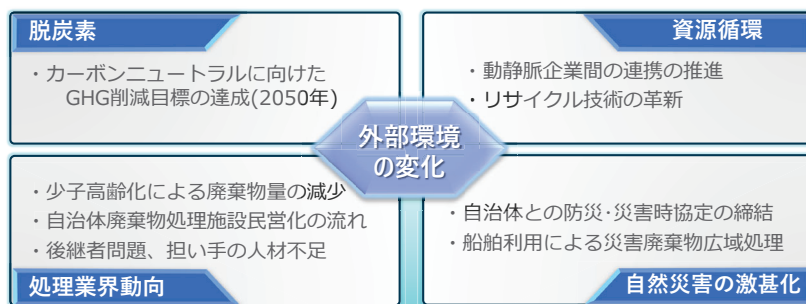 脱炭素
・カーボンニュートラルに向けた
GHG削減目標の達成(2050年)
資源循環
・動静脈企業間の連携の推進
・リサイクル技術の革新
外部環境
の変化
・少子高齢化による廃棄物量の減少
・自治体廃棄物処理施設民営化の流れ
・後継者問題、担い手の人材不足
処理業界動向
・自治体との防災･災害時協定の締結
・船舶利用による災害廃棄物広域処理
自然災害の激甚化